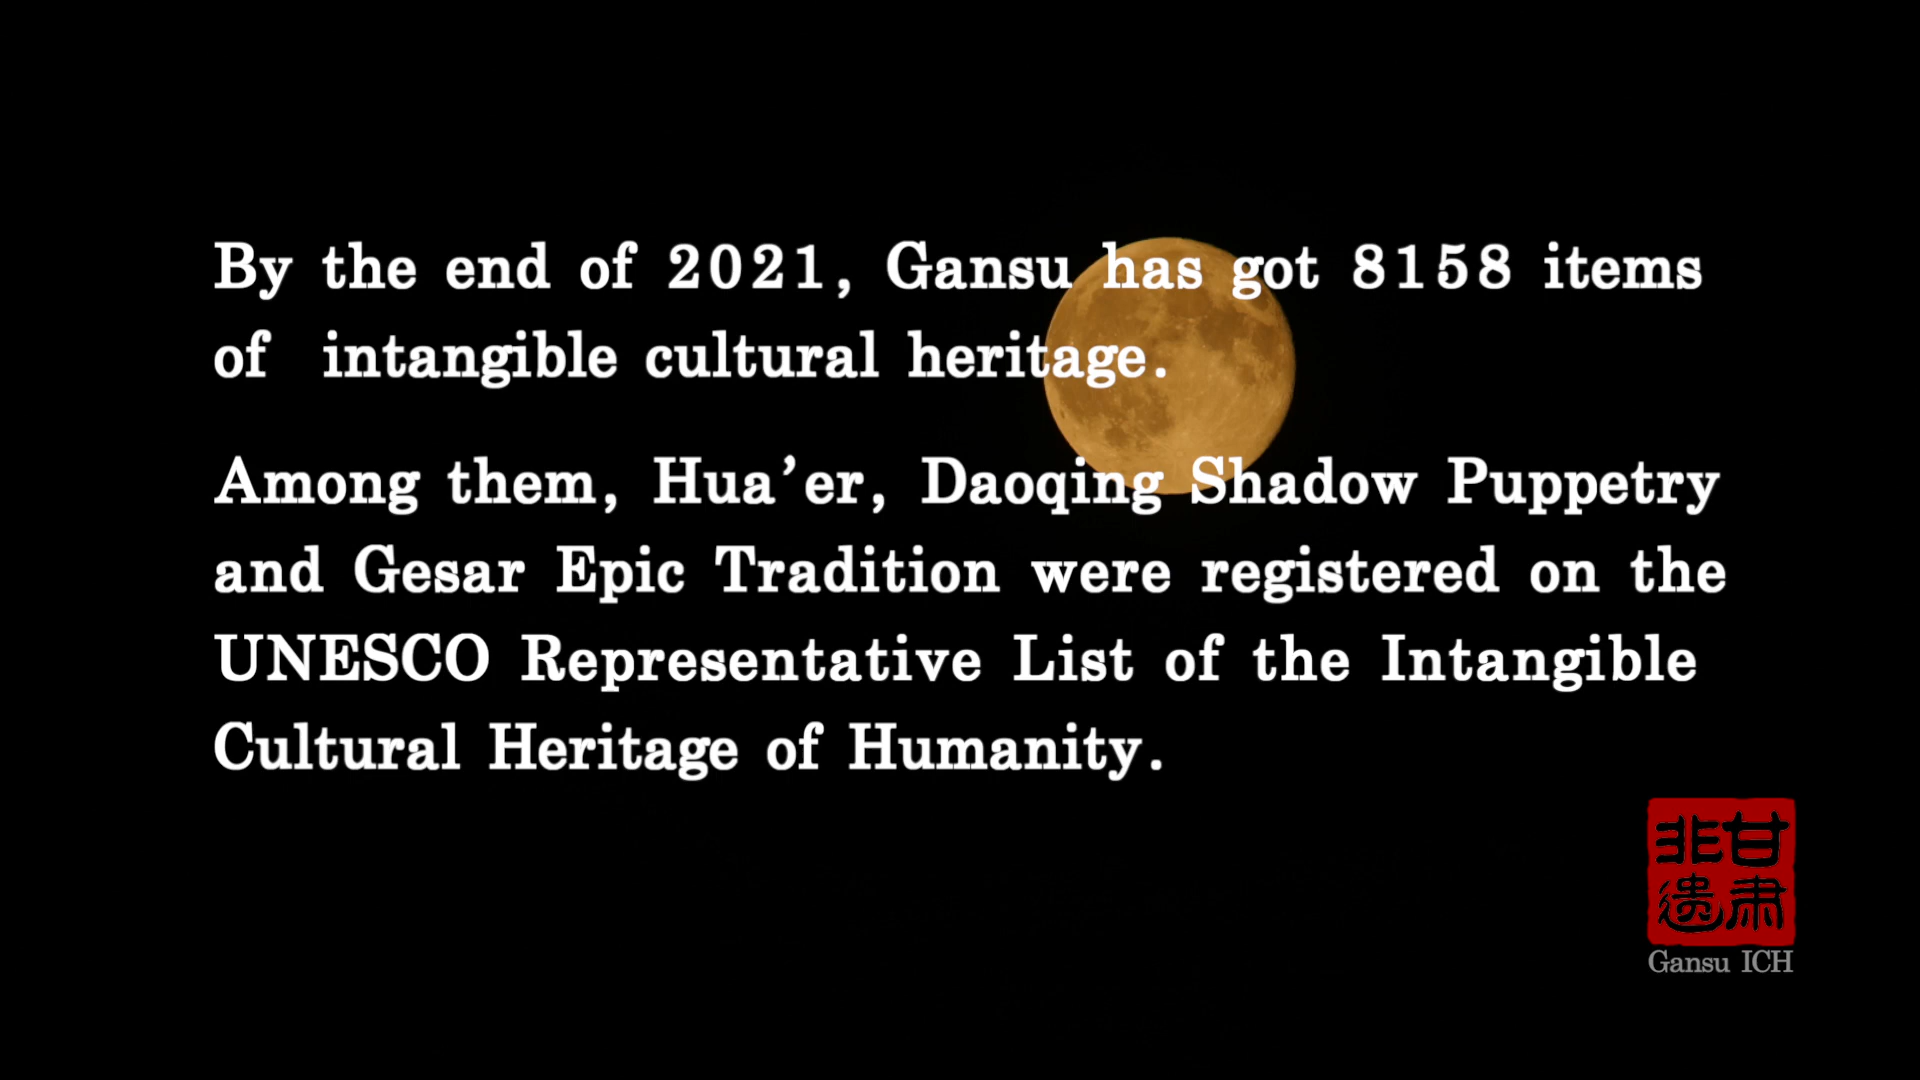 By the end of 2021, Gansu has got 8158 items
of intangible cultural heritage.
Among them, Hua’er, Daoqing Shadow Puppetry
and Gesar Epic Tradition were registered on the
UNESCO Representative List of the Intangible
Cultural Heritage of Humanity.
甘肃
非遗
Gansu ICH